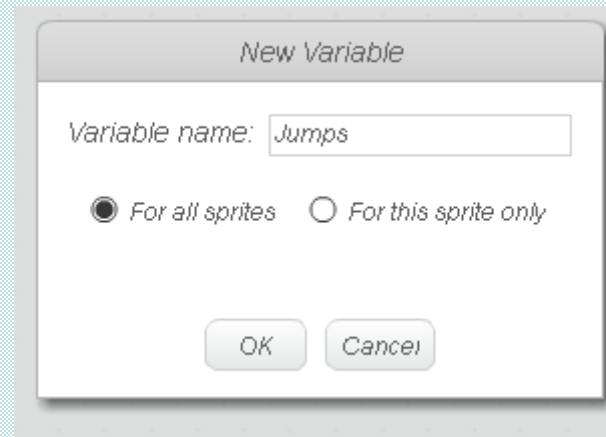 New Variable
Variable name: Jumps
For all sprites For this sprite only
OK Cancel